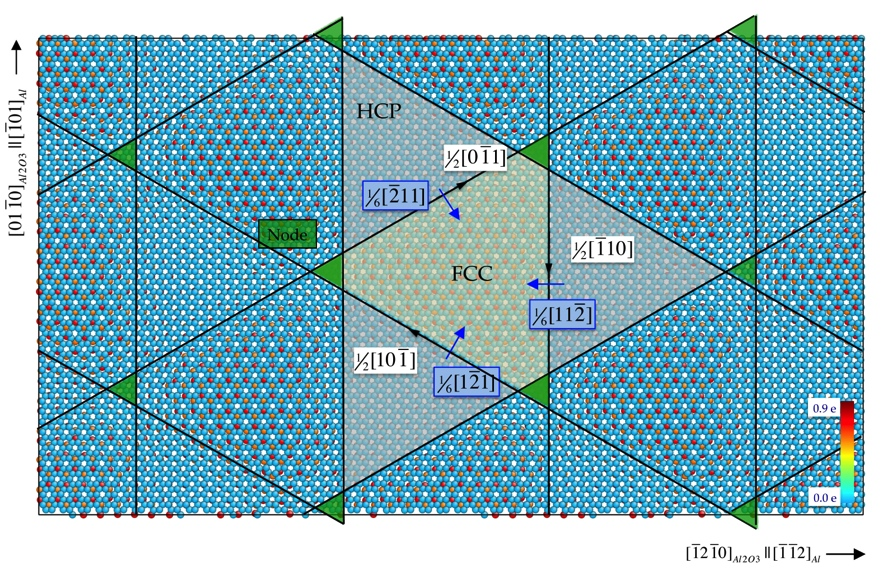 [01 1̅0]Al2O3 || [1̅01]Al
HCP
½[01̅1]
⅙[2̅11]
Node
½[1̅10]
FCC
⅙[112̅]
½[101̅]
⅙[12̅1]
0.9 e
0.0 e
[1̅21̅0]Al2O3 || [1̅1̅2]Al